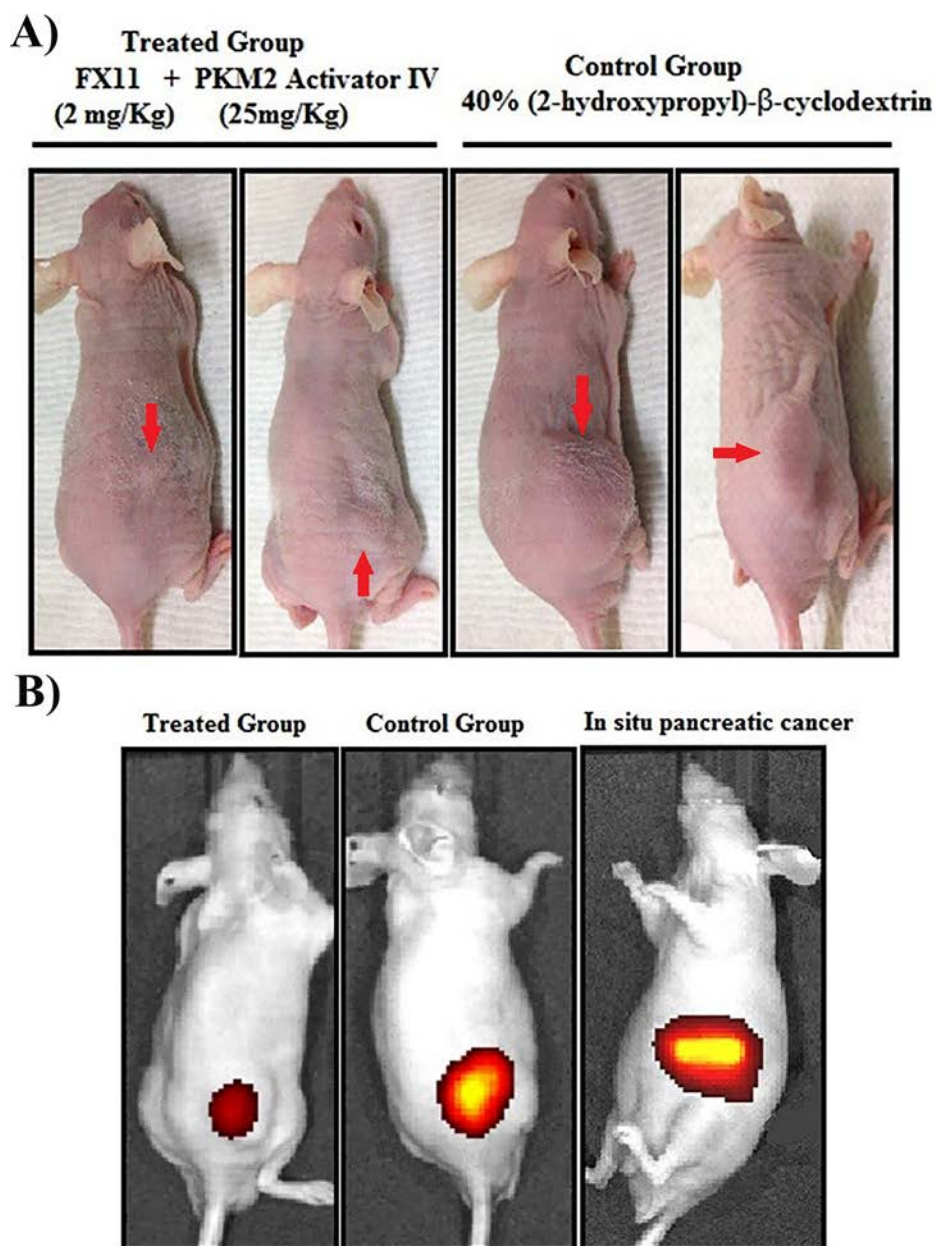 A)
Treated Group
FX11 + PKM2 Activator IV
(2 mg/Kg) (25mg/Kg)
Control Group
40% (2-hydroxypropyl)-β-cyclodextrin
B)
Treated Group
Control Group
In situ pancreatic cancer